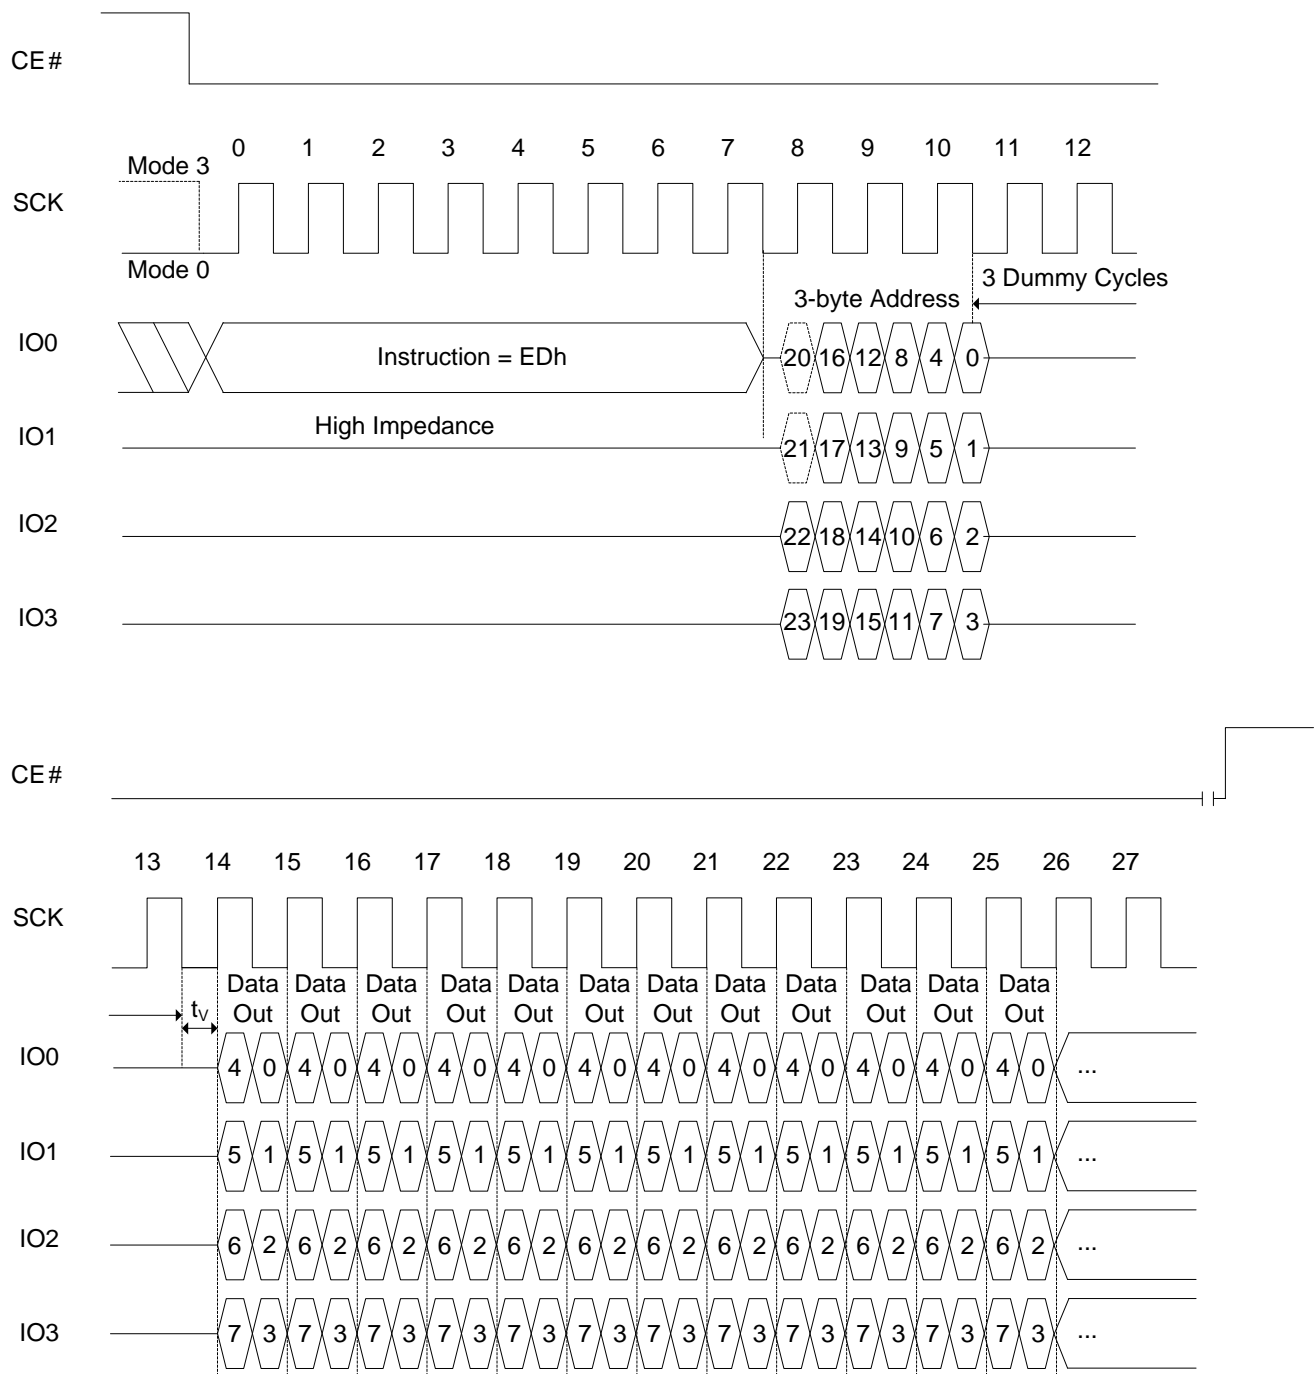 CE#
0 1 2 3 4 5 6 7 8 9 10 11 12
Mode 3
SCK
Mode 0
3 Dummy Cycles
3-byte Address
IO0
Instruction = EDh
20 16 12 8 4 0
High Impedance
IO1
21 17 13 9 5 1
IO2
22 18 14 10 6 2
IO3
23 19 15 11 7 3
CE#
13 14 15 16 17 18 19 20 21 22 23 24 25 26 27
SCK
Data Data Data Data Data Data Data Data Data Data Data Data
tV Out Out Out Out Out Out Out Out Out Out Out Out
IO0 4 0 4 0 4 0 4 0 4 0 4 0 4 0 4 0 4 0 4 0 4 0 4 0 ...
IO1 5 1 5 1 5 1 5 1 5 1 5 1 5 1 5 1 5 1 5 1 5 1 5 1 ...
IO2 6 2 6 2 6 2 6 2 6 2 6 2 6 2 6 2 6 2 6 2 6 2 6 2 ...
IO3 7 3 7 3 7 3 7 3 7 3 7 3 7 3 7 3 7 3 7 3 7 3 7 3 ...